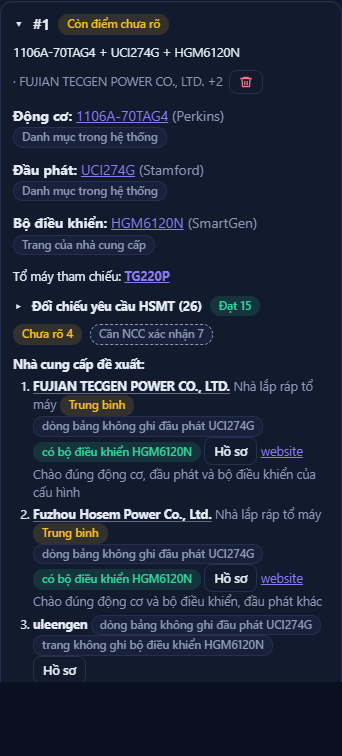 #1 Còn điểm chưa rõ
1106A-70TAG4 + UCI274G + HGM6120N
· FUJIAN TECGEN POWER CO., LTD. +2
Động cơ: 1106A-70TAG4 (Perkins)
Danh mục trong hệ thống
Đầu phát: UCI274G (Stamford)
Danh mục trong hệ thống
Bộ điều khiển: HGM6120N (SmartGen)
Trang của nhà cung cấp
Tổ máy tham chiếu: TG220P
Đối chiếu yêu cầu HSMT (26) Đạt 15
Chưa rõ 4 Cần NCC xác nhận 7
Nhà cung cấp đề xuất:
1. FUJIAN TECGEN POWER CO., LTD. Nhà lắp ráp tổ
máy Trung bình
dòng bảng không ghi đầu phát UCI274G
có bộ điều khiển HGM6120N Hồ sơ website
Chào đúng động cơ, đầu phát và bộ điều khiển của
cấu hình
2. Fuzhou Hosem Power Co., Ltd. Nhà lắp ráp tổ máy
Trung bình
dòng bảng không ghi đầu phát UCI274G
có bộ điều khiển HGM6120N Hồ sơ website
Chào đúng động cơ và bộ điều khiển, đầu phát khác
3. uleengen dòng bảng không ghi đầu phát UCI274G
trang không ghi bộ điều khiển HGM6120N
Hồ sơ